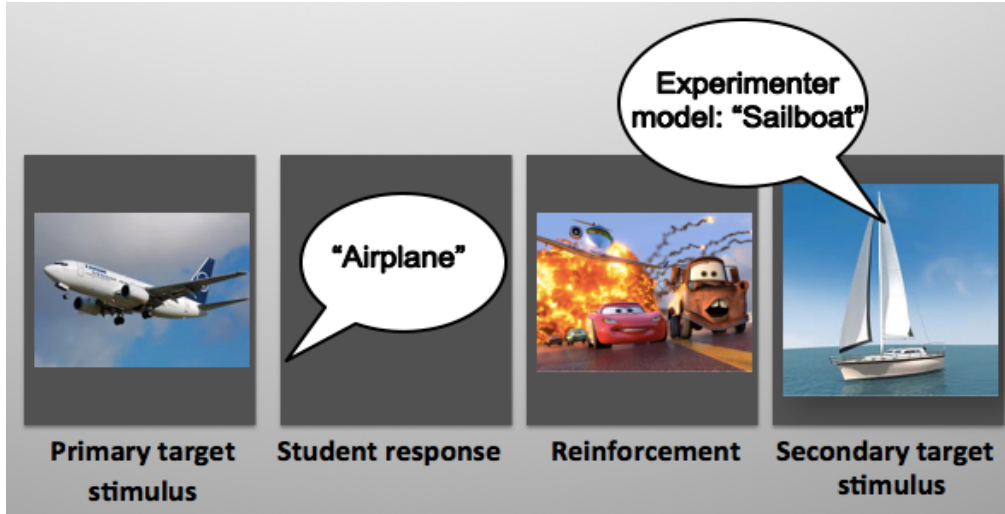 Experimenter
model: “Sailboat”
“Airplane”
Primary target
stimulus
Student response
Reinforcement
Secondary target
stimulus